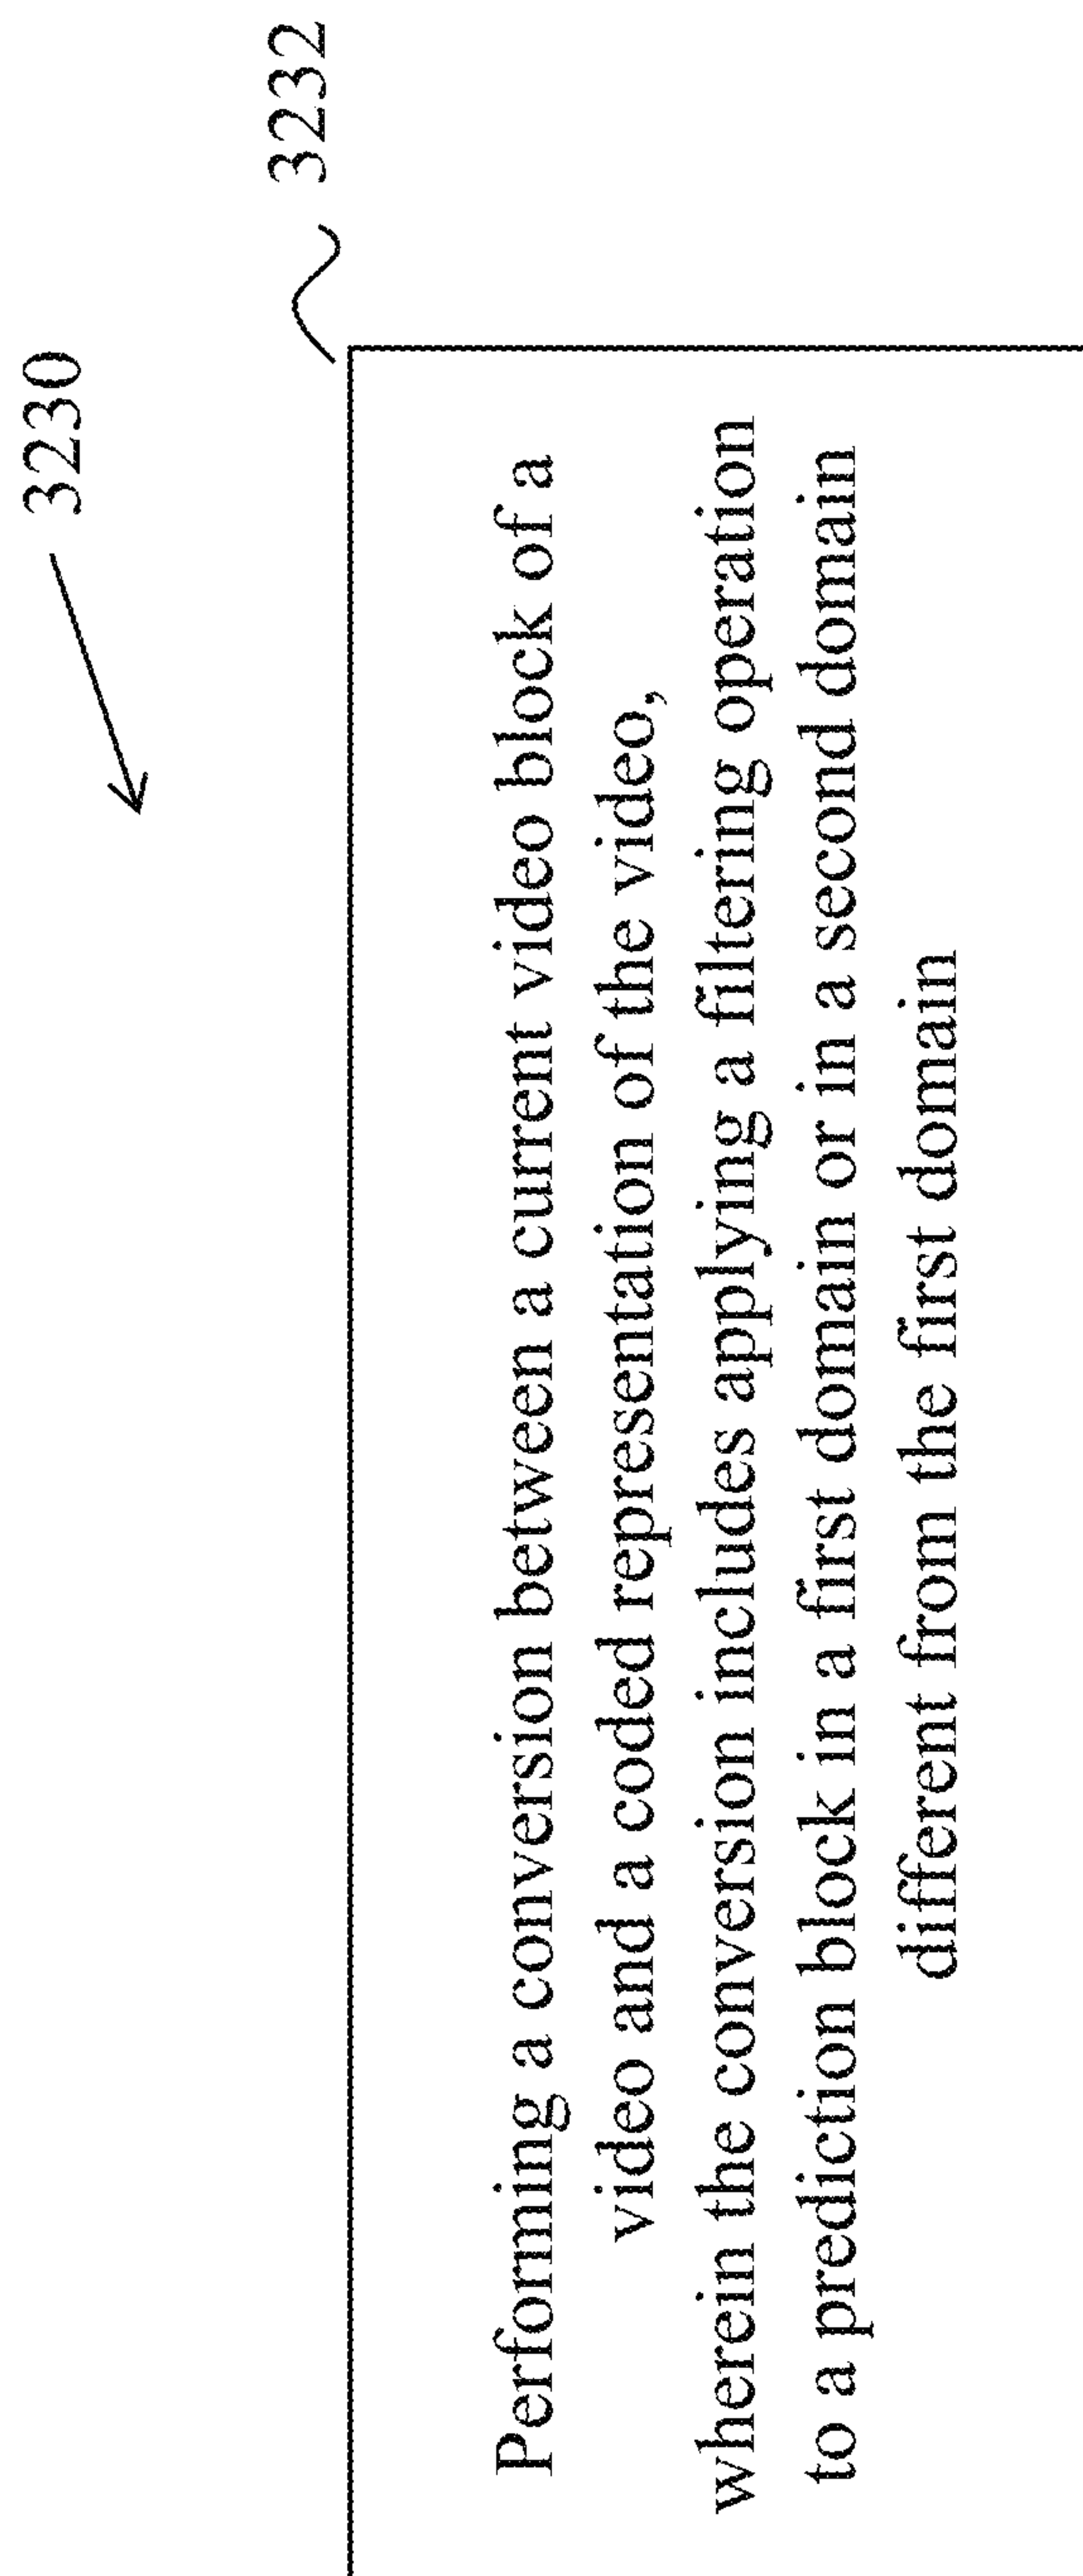 3230
3232
Performing a conversion between a current video block of a
video and a coded representation of the video,
wherein the conversion includes applying a filtering operation
to a prediction block in a first domain or in a second domain
different from the first domain